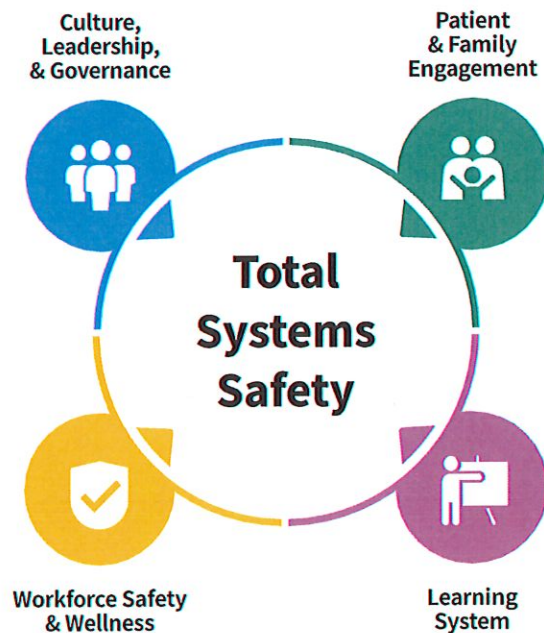 Culture,
Leadership,
& Governance
Patient
& Family
Engagement
Total
Systems
Safety
Workforce Safety
& Wellness
Learning
System